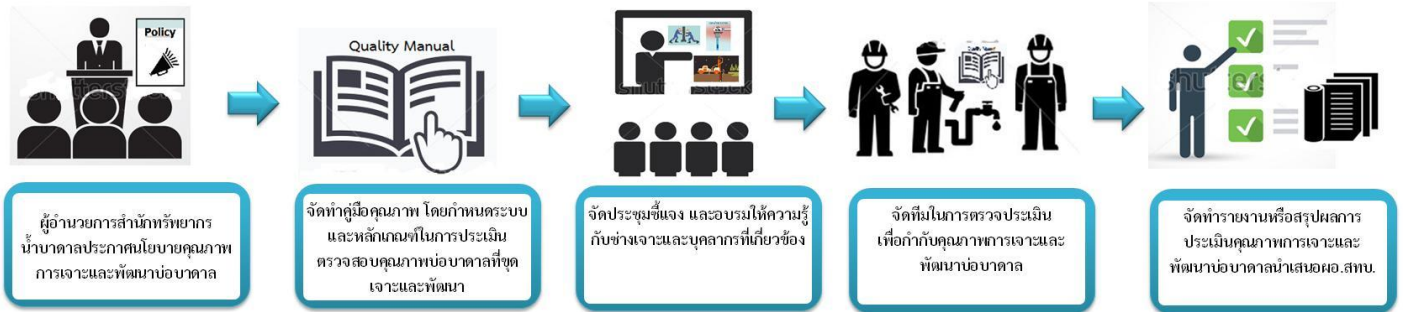 Policy
Quality Manual
ผู้อำนวยการสำนักทรัพยากร
น้ำบาดาลประกาศนโยบายคุณภาพ
การเจาะและพัฒนาบ่อบาดาล
จัดทำคู่มือคุณภาพ โดยกำหนดระบบ
และหลักเกณฑ์ในการประเมิน
ตรวจสอบคุณภาพบ่อบาดาลที่ขุด
เจาะและพัฒนา
จัดประชุมชี้แจง และอบรมให้ความรู้
กับช่างเจาะและบุคลากรที่เกี่ยวข้อง
จัดทีมในการตรวจประเมิน
เพื่อกำกับคุณภาพการเจาะและ
พัฒนาบ่อบาดาล
จัดทำรายงานหรือสรุปผลการ
ประเมินคุณภาพการเจาะและ
พัฒนาบ่อบาดาลนำเสนอผอ.สทบ.